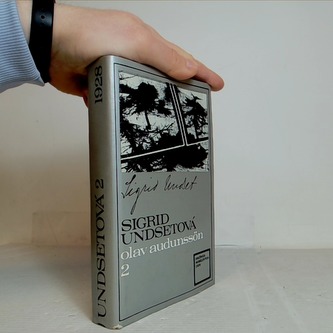 1928
UNDSETOVÁ 2
Sigrid Undset
SIGRID
UNDSETOVÁ
olav audunssön
2